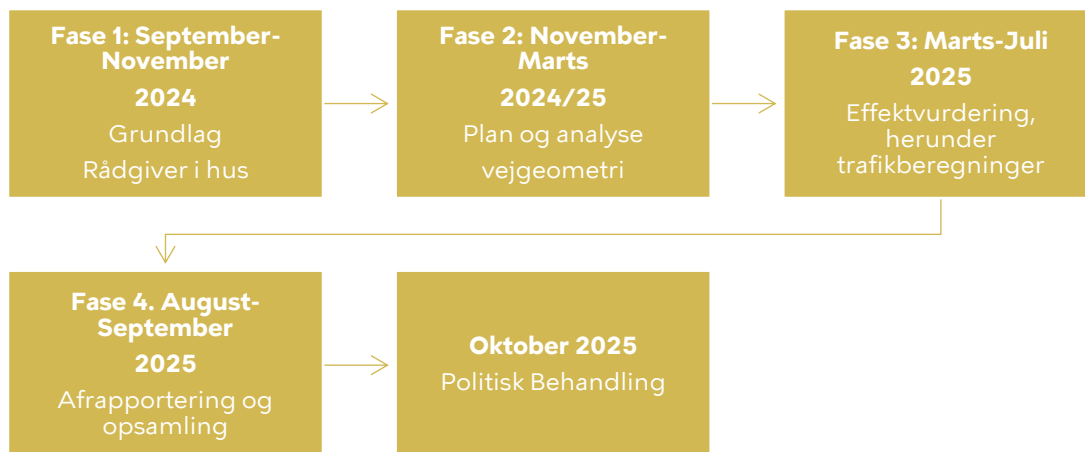 Fase 1: September-
November
2024
Grundlag
Rådgiver i hus
Fase 2: November-
Marts
2024/25
Plan og analyse
vejgeometri
Fase 3: Marts-Juli
2025
Effektvurdering,
herunder
trafikberegninger
Fase 4. August-
September
2025
Afrapportering og
opsamling
Oktober 2025
Politisk Behandling